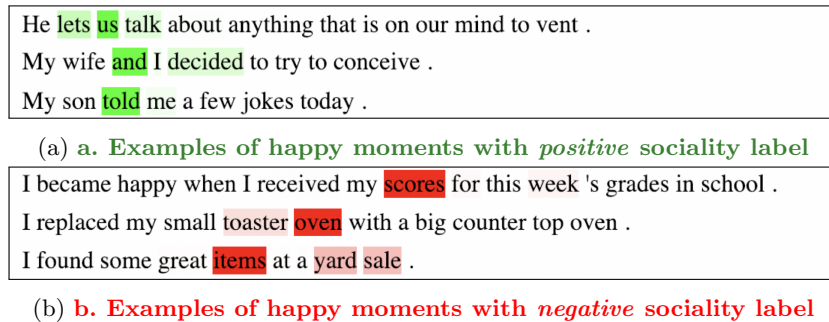 He lets us talk about anything that is on our mind to vent .
My wife and I decided to try to conceive .
My son told me a few jokes today .
(a) a. Examples of happy moments with positive sociality label
I became happy when I received my scores for this week 's grades in school .
I replaced my small toaster oven with a big counter top oven .
I found some great items at a yard sale .
(b) b. Examples of happy moments with negative sociality label